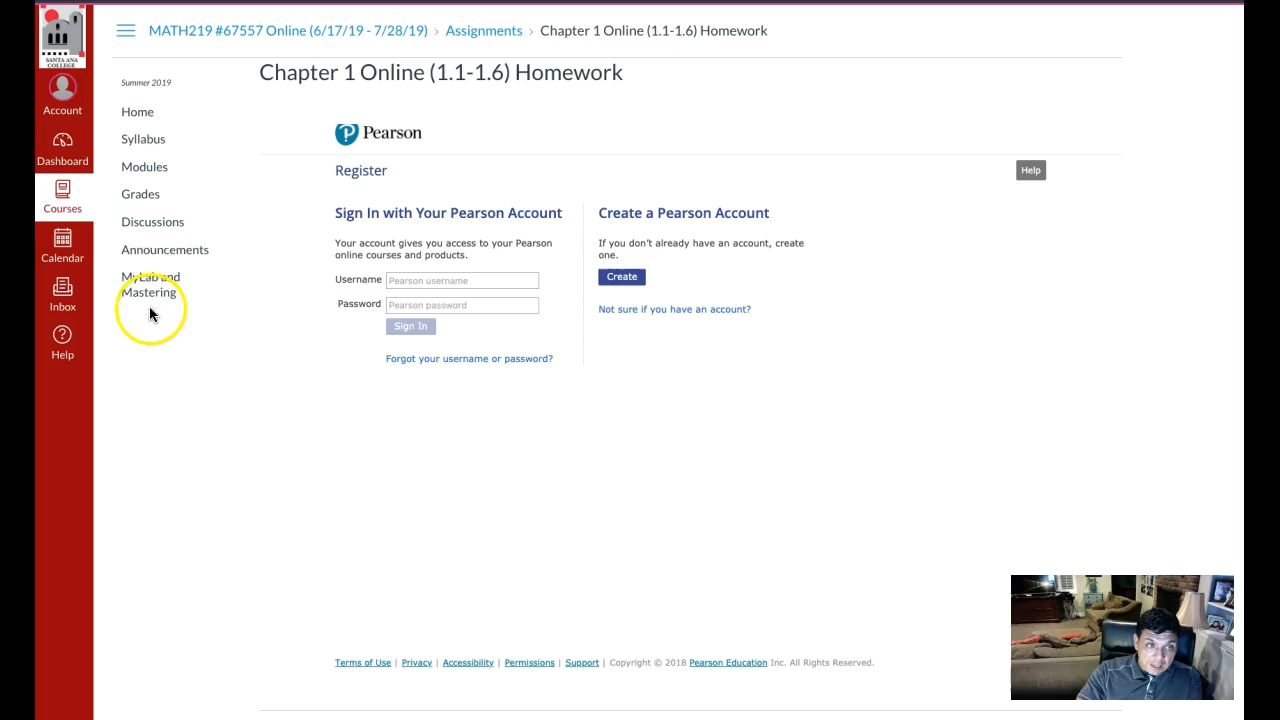 SANTA ANA
COLLEGE
Account
Dashboard
Courses
Calendar
Inbox
Help
MATH219 #67557 Online (6/17/19 - 7/28/19) › Assignments › Chapter 1 Online (1.1-1.6) Homework
Summer 2019
Home
Syllabus
Modules
Grades
Discussions
Announcements
MyLab and
Mastering
Chapter 1 Online (1.1-1.6) Homework
Pearson
Register
Help
Sign In with Your Pearson Account
Your account gives you access to your Pearson
online courses and products.
Username Pearson username
Password Pearson password
Sign In
Forgot your username or password?
Create a Pearson Account
If you don't already have an account, create
one.
Create
Not sure if you have an account?
Terms of Use | Privacy | Accessibility | Permissions | Support | Copyright © 2018 Pearson Education Inc. All Rights Reserved.